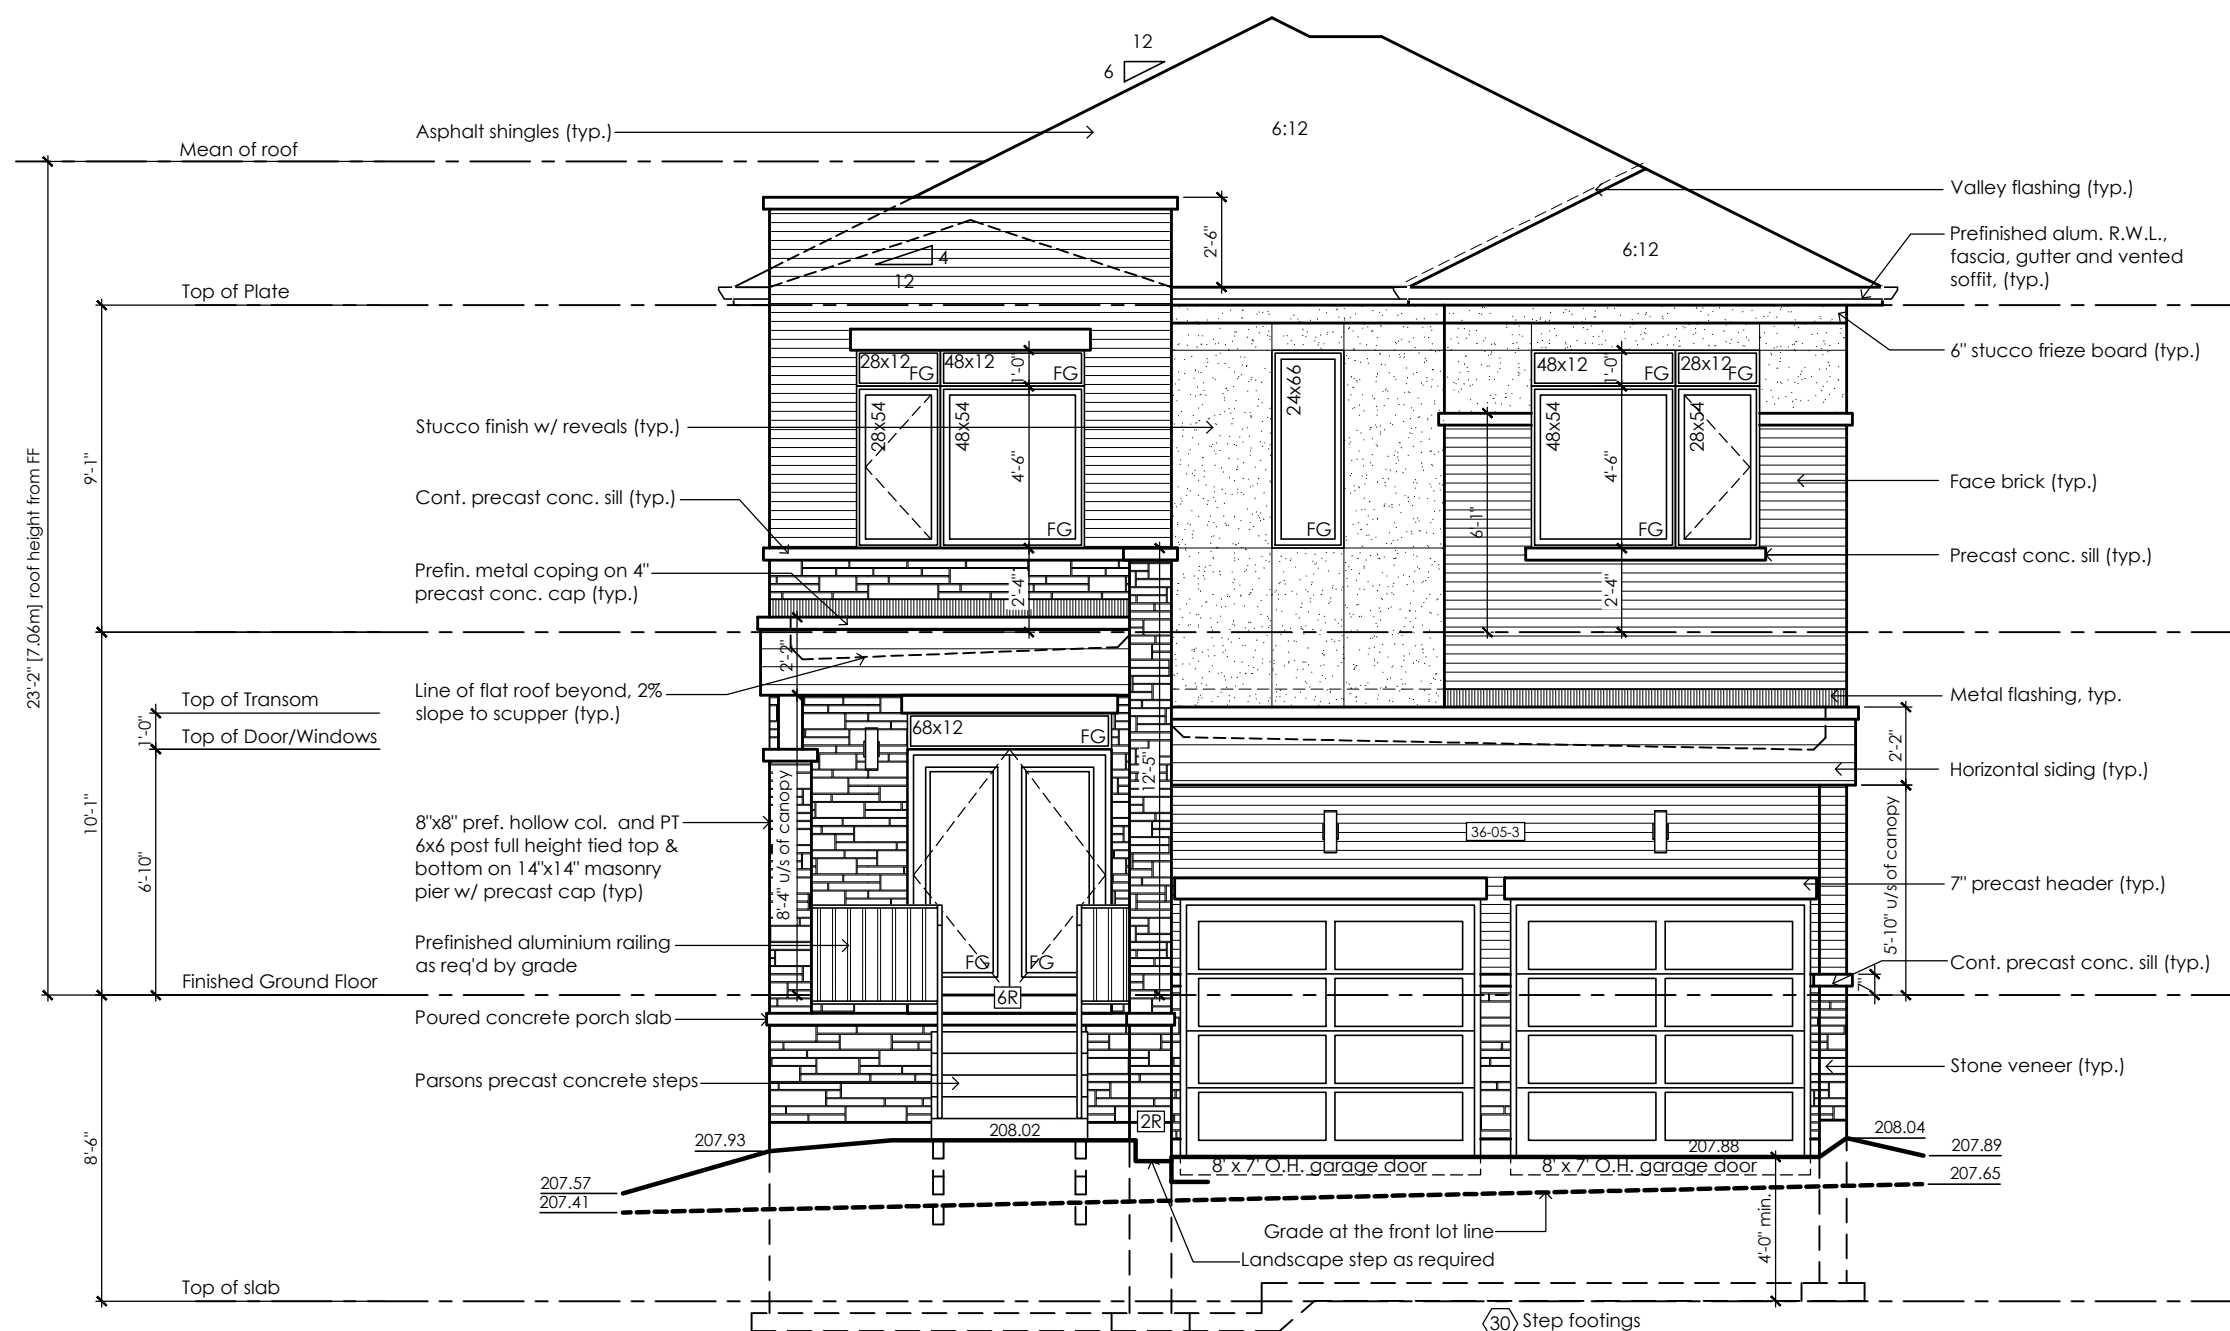 12
6
Asphalt shingles (typ.)
6:12
Mean of roof
Valley flashing (typ.)
2'-6"
Prefinished alum. R.W.L.,
fascia, gutter and vented
soffit, (typ.)
6:12
4
12
Top of Plate
6" stucco frieze board (typ.)
28x12
FG
48x12
1'-0"
FG
48x12
1'-0"
FG
28x12
FG
24x66
28x54
48x54
48x54
28x54
Stucco finish w/ reveals (typ.)
9'-1"
23'-2" [7.06m] roof height from FF
4'-6"
4'-6"
Face brick (typ.)
Cont. precast conc. sill (typ.)
6'-1"
FG
FG
FG
Precast conc. sill (typ.)
Prefin. metal coping on 4"
precast conc. cap (typ.)
2'-4"
2'-4"
2'-2"
Line of flat roof beyond, 2%
slope to scupper (typ.)
Metal flashing, typ.
Top of Transom
1'-0"
Top of Door/Windows
68x12
FG
2'-2"
12'-5"
Horizontal siding (typ.)
10'-1"
6'-10"
8"x8" pref. hollow col. and PT
6x6 post full height tied top &
bottom on 14"x14" masonry
pier w/ precast cap (typ)
8'-4" u/s of canopy
36-05-3
5'-10" u/s of canopy
7" precast header (typ.)
Prefinished aluminium railing
as req'd by grade
FG
FG
Cont. precast conc. sill (typ.)
7"
Finished Ground Floor
6R
Poured concrete porch slab
Parsons precast concrete steps
Stone veneer (typ.)
8'-6"
2R
207.93
208.02
207.88
208.04
207.89
8' x 7' O.H. garage door
8' x 7' O.H. garage door
207.57
207.65
207.41
4'-0" min.
Grade at the front lot line
Landscape step as required
Top of slab
30
Step footings